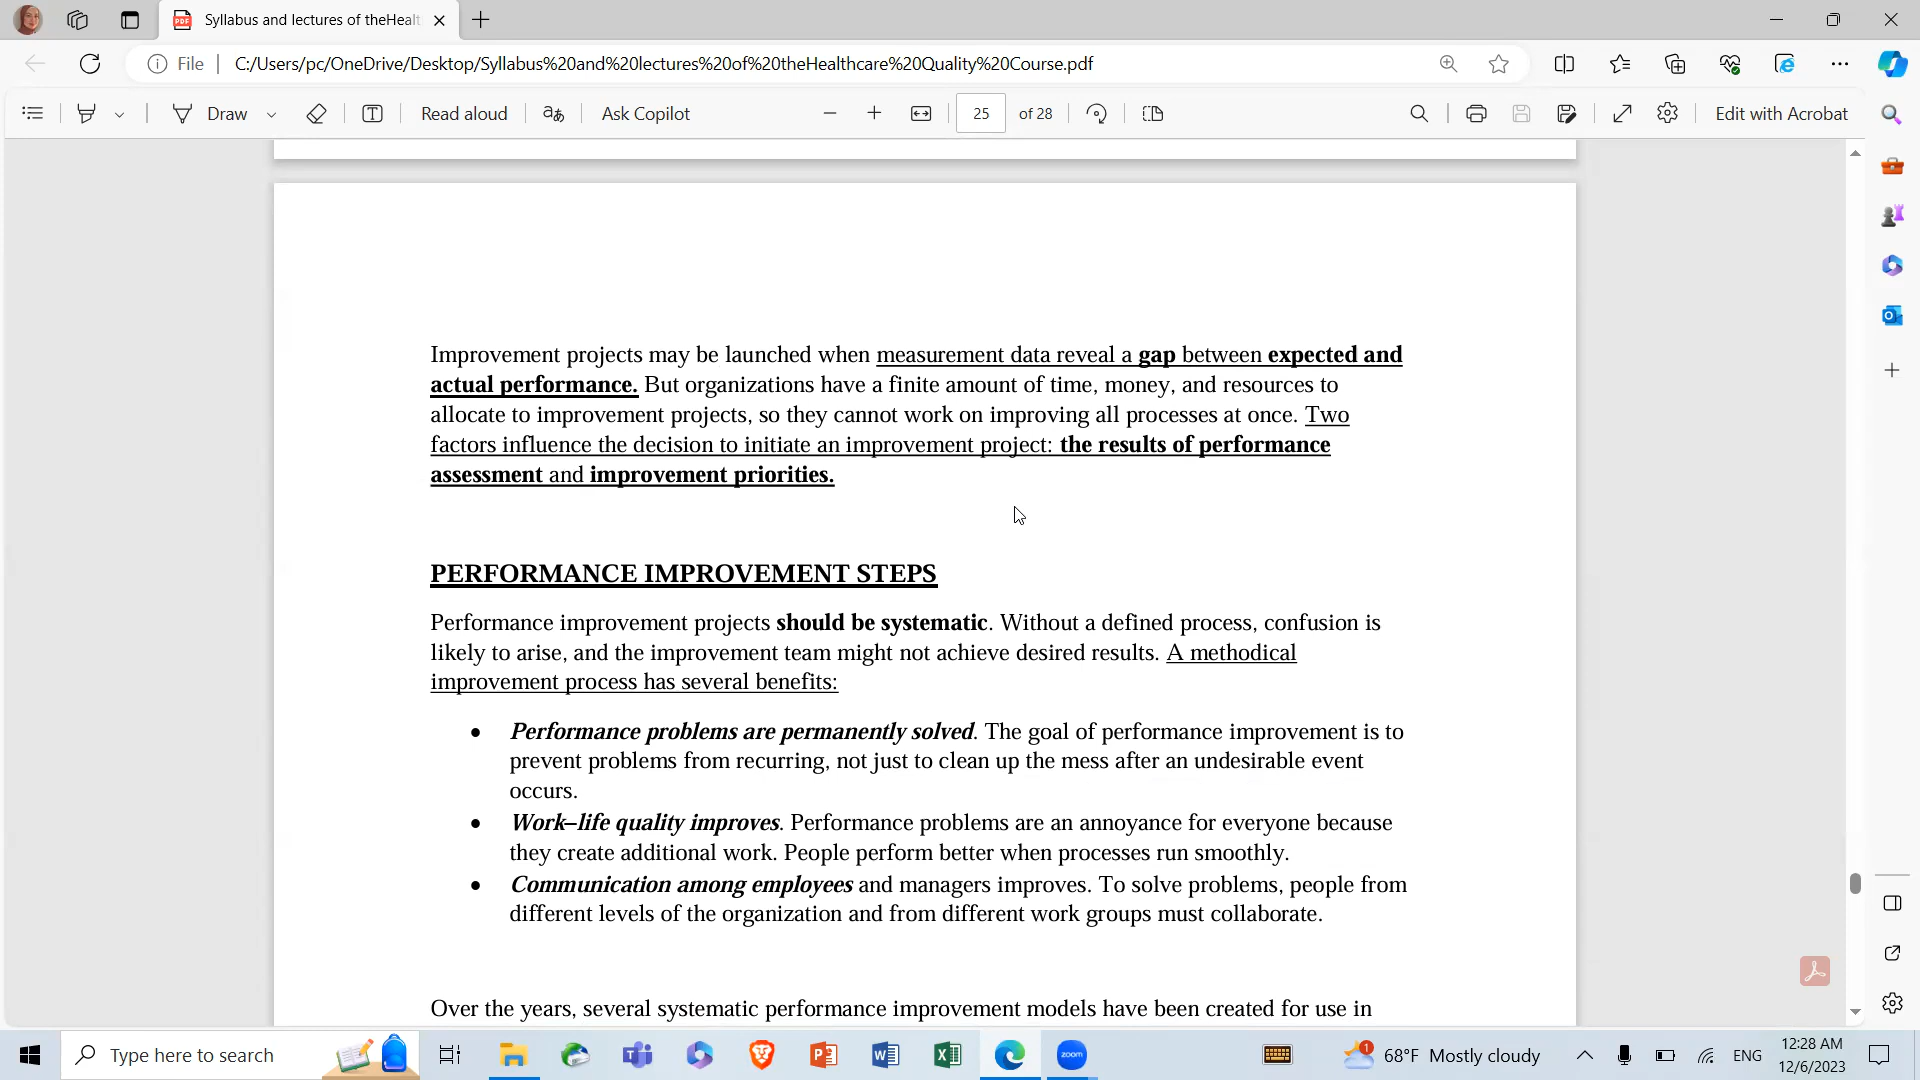 Syllabus and lectures of theHealt
File
C:/Users/pc/OneDrive/Desktop/Syllabus%20and%20lectures%20of%20theHealthcare%20Quality%20Course.pdf
Draw
Read aloud
aあ
Ask Copilot
25
of 28
Edit with Acrobat
Improvement projects may be launched when measurement data reveal a gap between expected and
actual performance. But organizations have a finite amount of time, money, and resources to
allocate to improvement projects, so they cannot work on improving all processes at once. Two
factors influence the decision to initiate an improvement project: the results of performance
assessment and improvement priorities.
PERFORMANCE IMPROVEMENT STEPS
Performance improvement projects should be systematic. Without a defined process, confusion is
likely to arise, and the improvement team might not achieve desired results. A methodical
improvement process has several benefits:
• Performance problems are permanently solved. The goal of performance improvement is to
prevent problems from recurring, not just to clean up the mess after an undesirable event
occurs.
• Work–life quality improves. Performance problems are an annoyance for everyone because
they create additional work. People perform better when processes run smoothly.
• Communication among employees and managers improves. To solve problems, people from
different levels of the organization and from different work groups must collaborate.
Over the years, several systematic performance improvement models have been created for use in
Type here to search
zoom
1
68°F Mostly cloudy
ENG
12:28 AM
12/6/2023